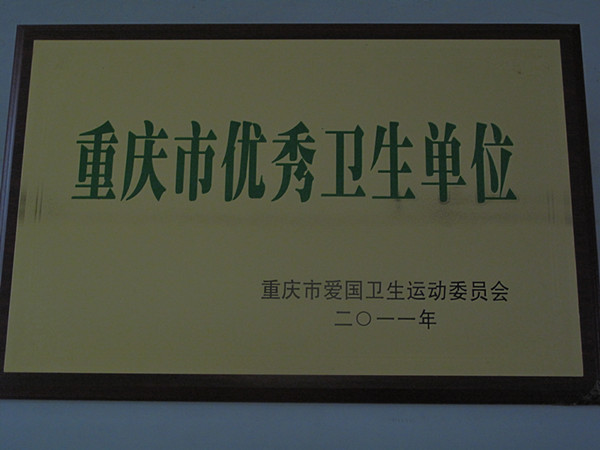 重庆市优秀卫生单位
重庆市爱国卫生运动委员会
二〇一一年